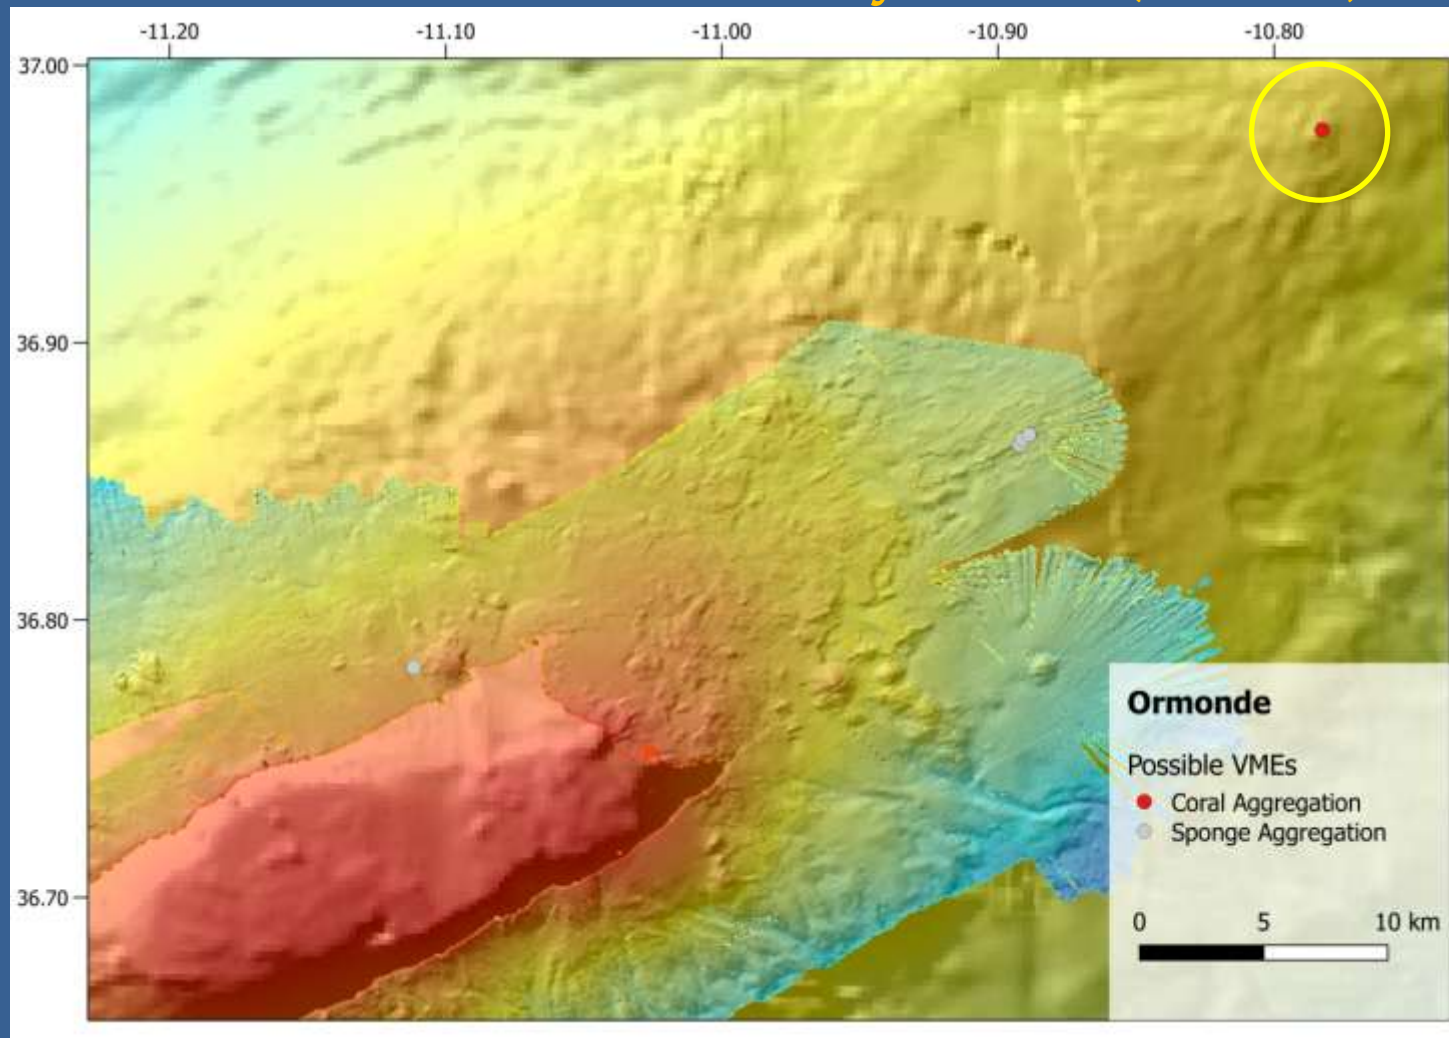 -11.20 -11.10 -11.00 -10.90 -10.80
37.00
36.90
36.80
36.70
Ormonde
Possible VMEs
Coral Aggregation
Sponge Aggregation
0 5 10 km